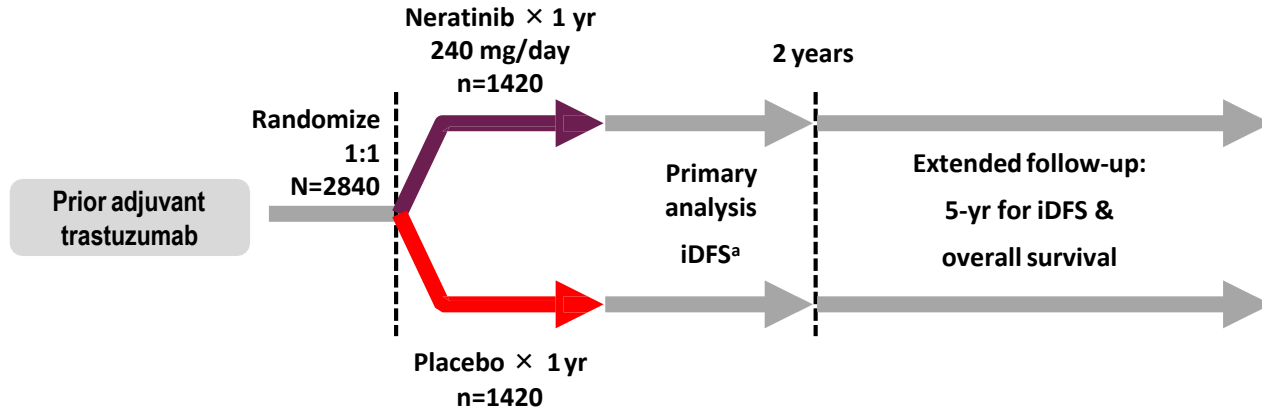 Neratinib × 1 yr
240 mg/day
n=1420
2 years
Randomize
1:1
N=2840
Prior adjuvant
trastuzumab
Primary
analysis
iDFSᵃ
Extended follow-up:
5-yr for iDFS &
overall survival
Placebo × 1 yr
n=1420